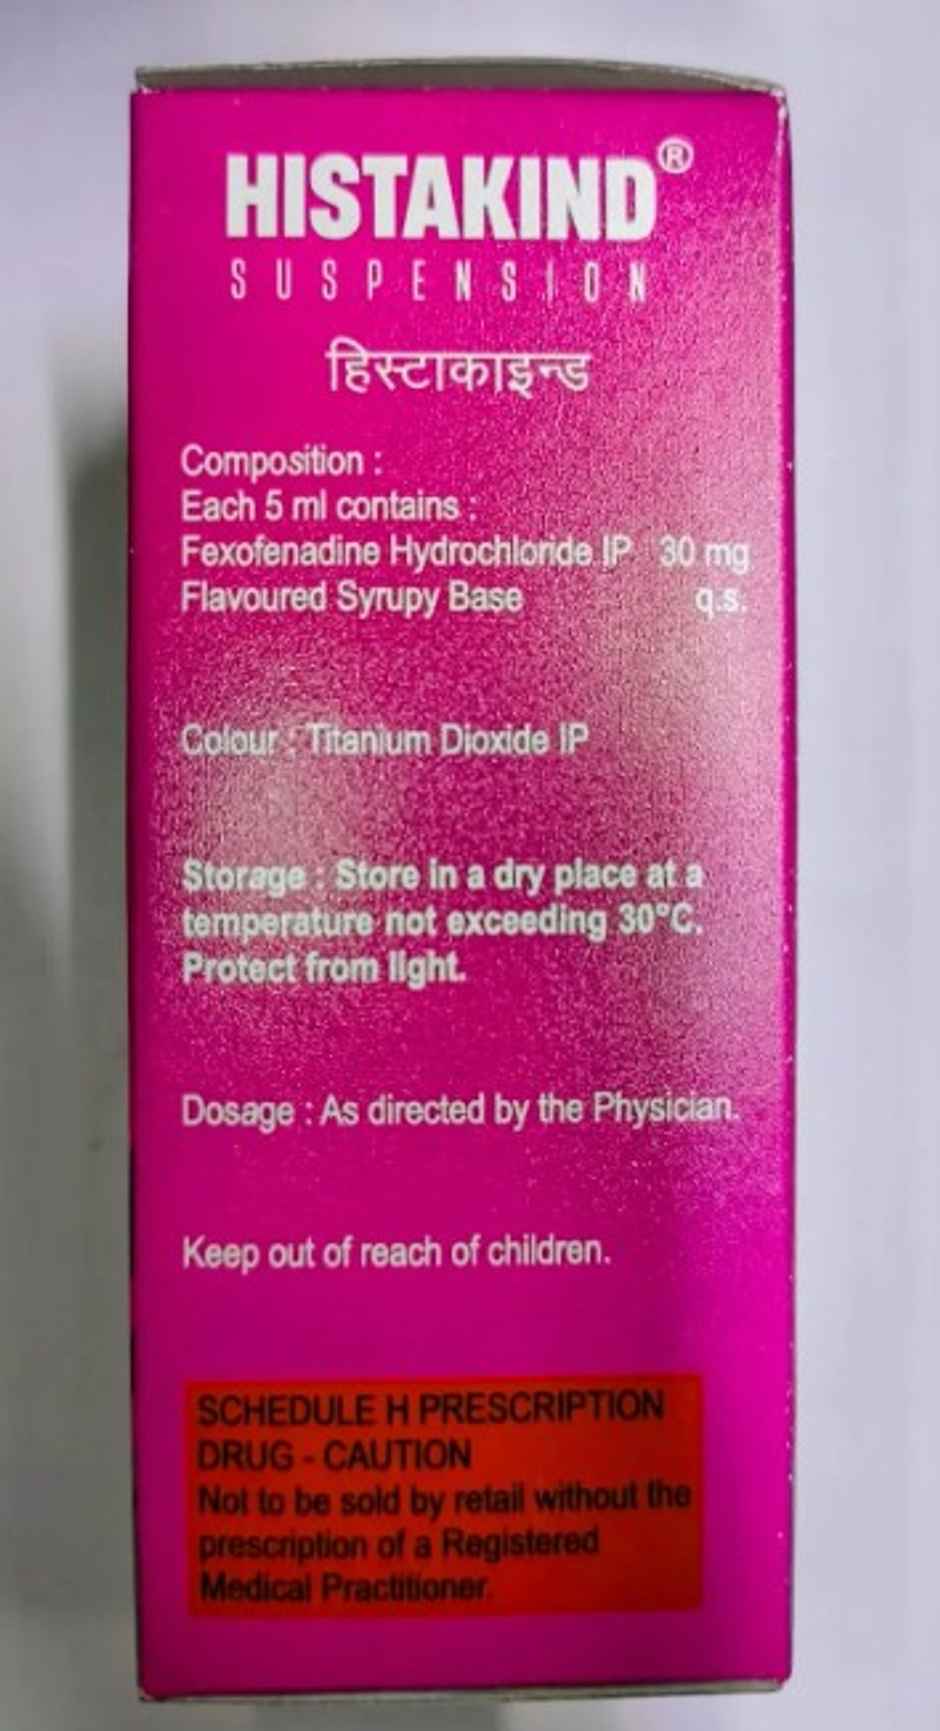 HISTAKIND®
SUSPENSION
हिस्टाकाइन्ड
Composition :
Each 5 ml contains :
Fexofenadine Hydrochloride IP 30 mg
Flavoured Syrupy Base q.s.
Colour : Titanium Dioxide IP
Storage : Store in a dry place at a
temperature not exceeding 30°C.
Protect from light.
Dosage : As directed by the Physician.
Keep out of reach of children.
SCHEDULE H PRESCRIPTION
DRUG - CAUTION
Not to be sold by retail without the
prescription of a Registered
Medical Practitioner.